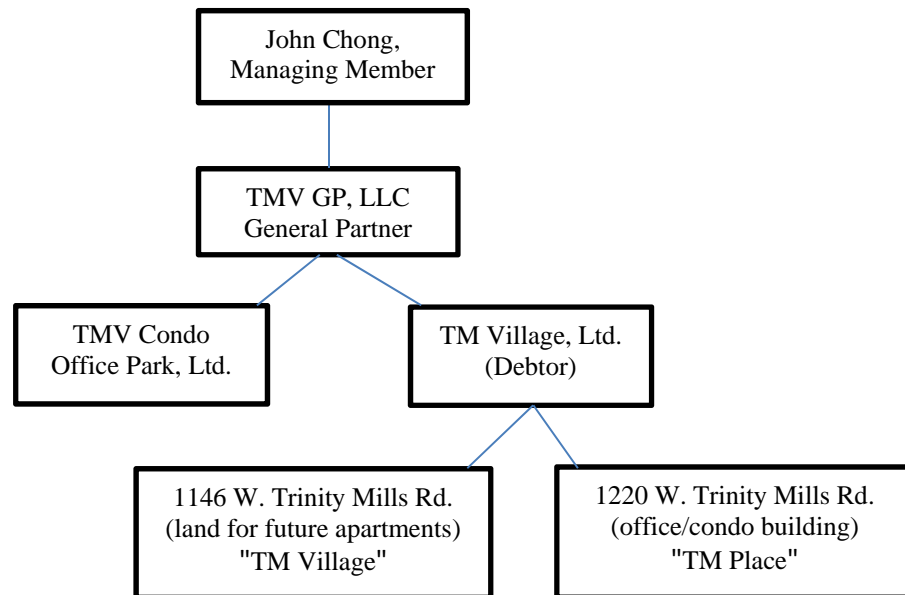 John Chong,
Managing Member
TMV GP, LLC
General Partner
TMV Condo
Office Park, Ltd.
TM Village, Ltd.
(Debtor)
1146 W. Trinity Mills Rd.
(land for future apartments)
"TM Village"
1220 W. Trinity Mills Rd.
(office/condo building)
"TM Place"